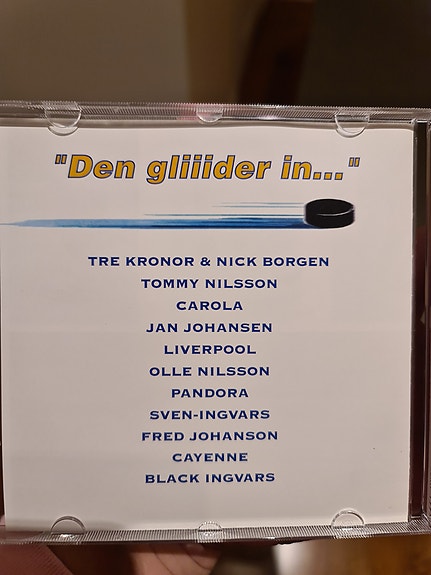 "Den gliiider in..."
TRE KRONOR & NICK BORGEN
TOMMY NILSSON
CAROLA
JAN JOHANSEN
LIVERPOOL
OLLE NILSSON
PANDORA
SVEN-INGVARS
FRED JOHANSON
CAYENNE
BLACK INGVARS